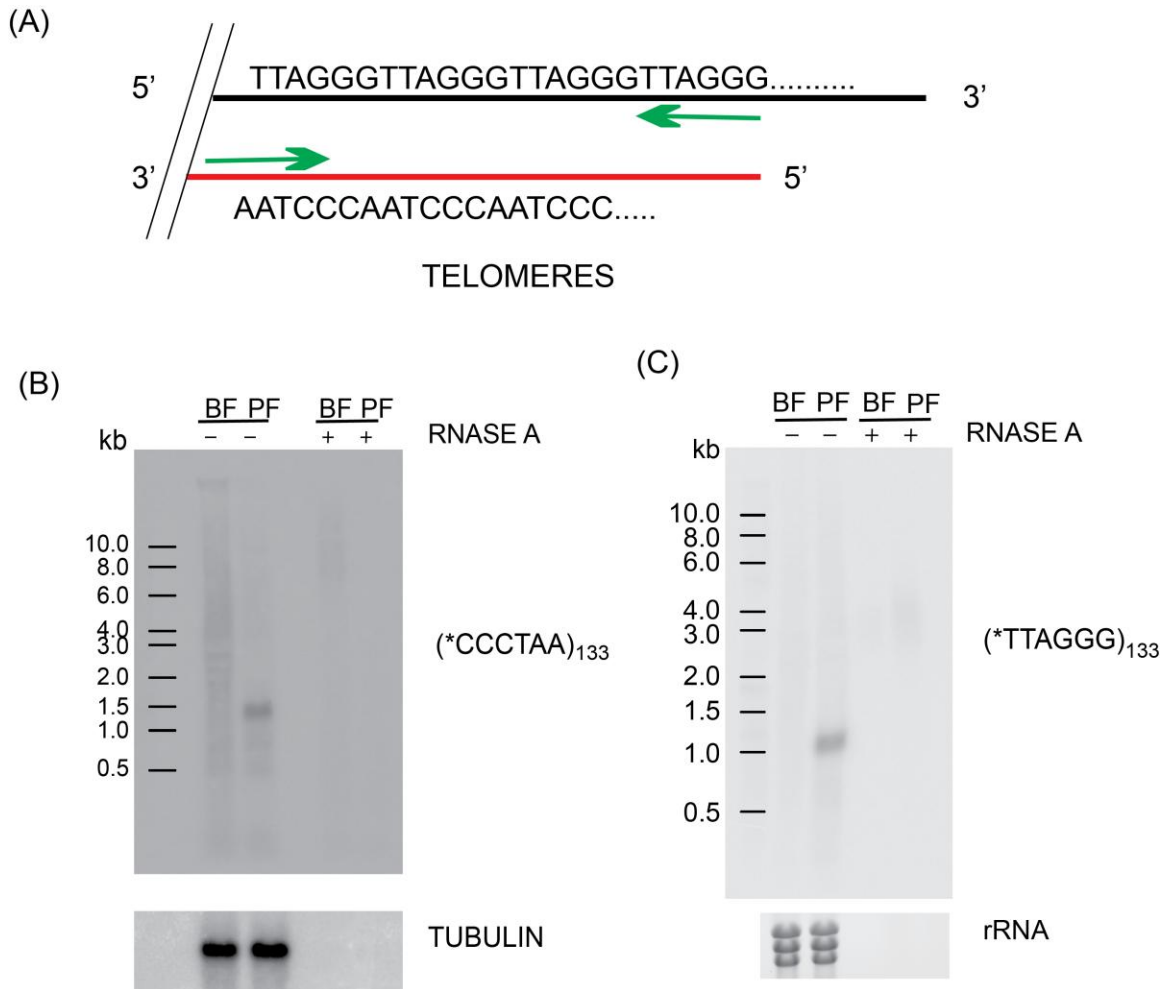 (A)
5’ TTAGGGTTAGGGTTAGGGTTAGGG.......... 3’
3’ 5’
AATCCCAATCCCAATCCC.....
TELOMERES
(B)
BF PF BF PF
kb – – + + RNASE A
10.0
8.0
6.0
4.0
3.0
2.0
1.5
1.0
0.5
(*CCCTAA)133
TUBULIN
(C)
BF PF BF PF
– – + + RNASE A
kb
10.0
8.0
6.0
4.0
3.0
2.0
1.5
1.0
0.5
(*TTAGGG)133
rRNA